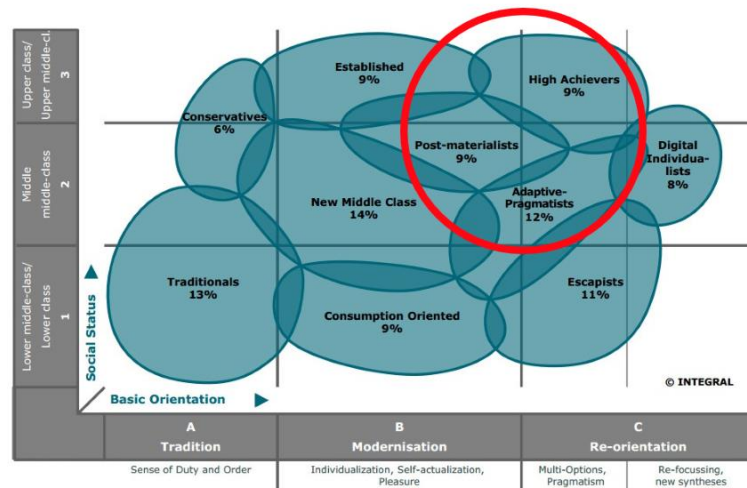 Upper class/
Upper middle-cl.
3
Middle
middle-class
2
Lower middle-class/
Lower class
1
Social Status
Established
9%
High Achievers
9%
Conservatives
6%
Post-materialists
9%
Digital
Individua-
lists
8%
New Middle Class
14%
Adaptive-
Pragmatists
12%
Traditionals
13%
Escapists
11%
Consumption Oriented
9%
© INTEGRAL
Basic Orientation
A
Tradition
B
Modernisation
C
Re-orientation
Sense of Duty and Order
Individualization, Self-actualization,
Pleasure
Multi-Options,
Pragmatism
Re-focussing,
new syntheses